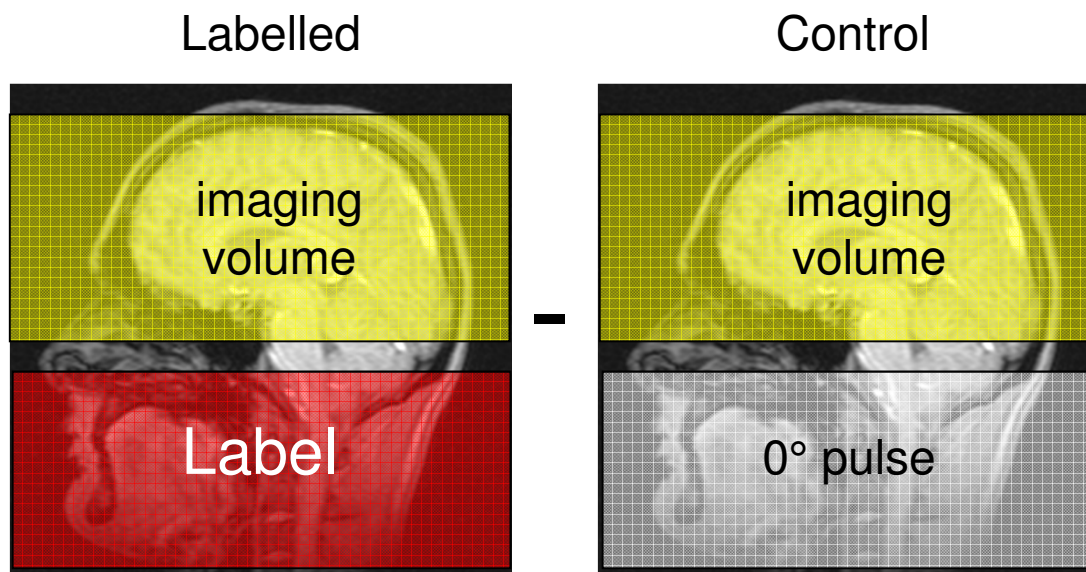 Labelled
Control
imaging
volume
imaging
volume
-
Label
0° pulse